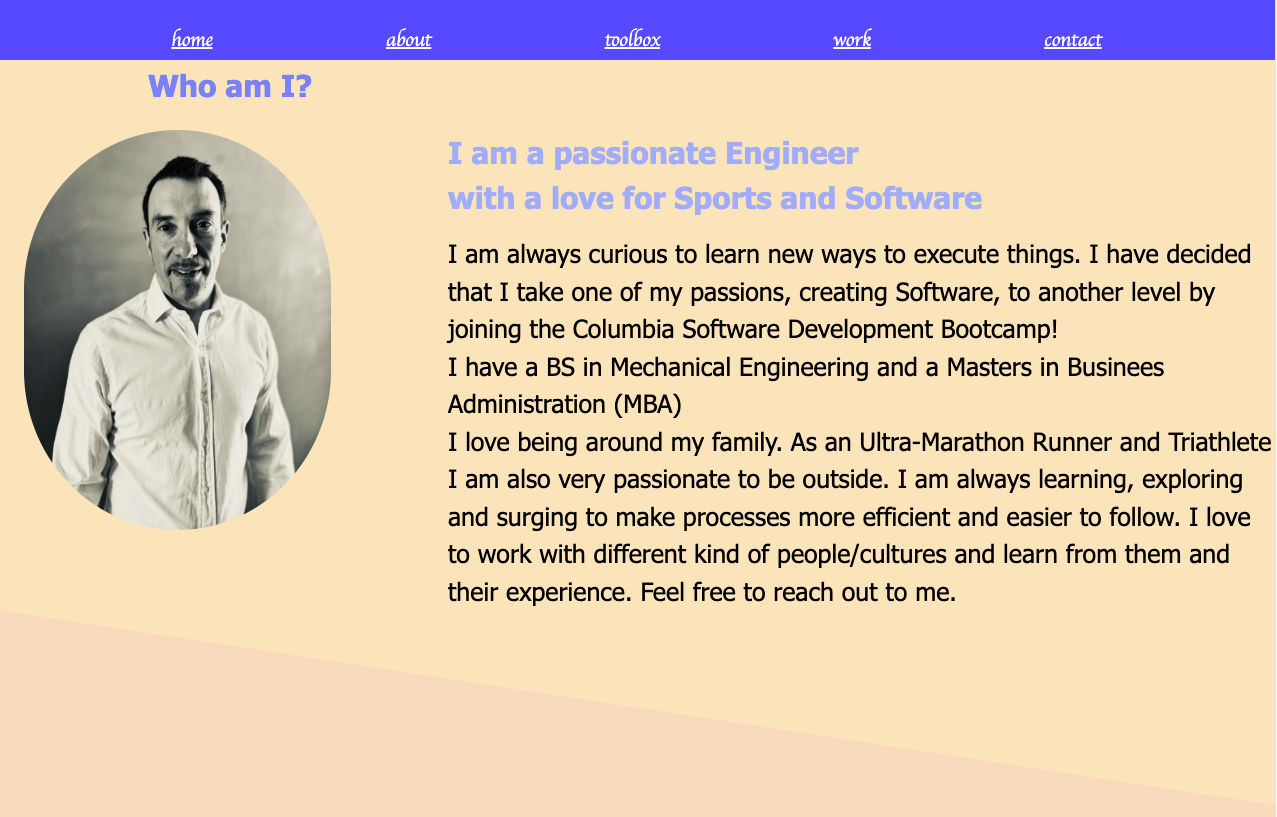 home about toolbox work contact
Who am I?
I am a passionate Engineer
with a love for Sports and Software
I am always curious to learn new ways to execute things. I have decided
that I take one of my passions, creating Software, to another level by
joining the Columbia Software Development Bootcamp!
I have a BS in Mechanical Engineering and a Masters in Businees
Administration (MBA)
I love being around my family. As an Ultra-Marathon Runner and Triathlete
I am also very passionate to be outside. I am always learning, exploring
and surging to make processes more efficient and easier to follow. I love
to work with different kind of people/cultures and learn from them and
their experience. Feel free to reach out to me.